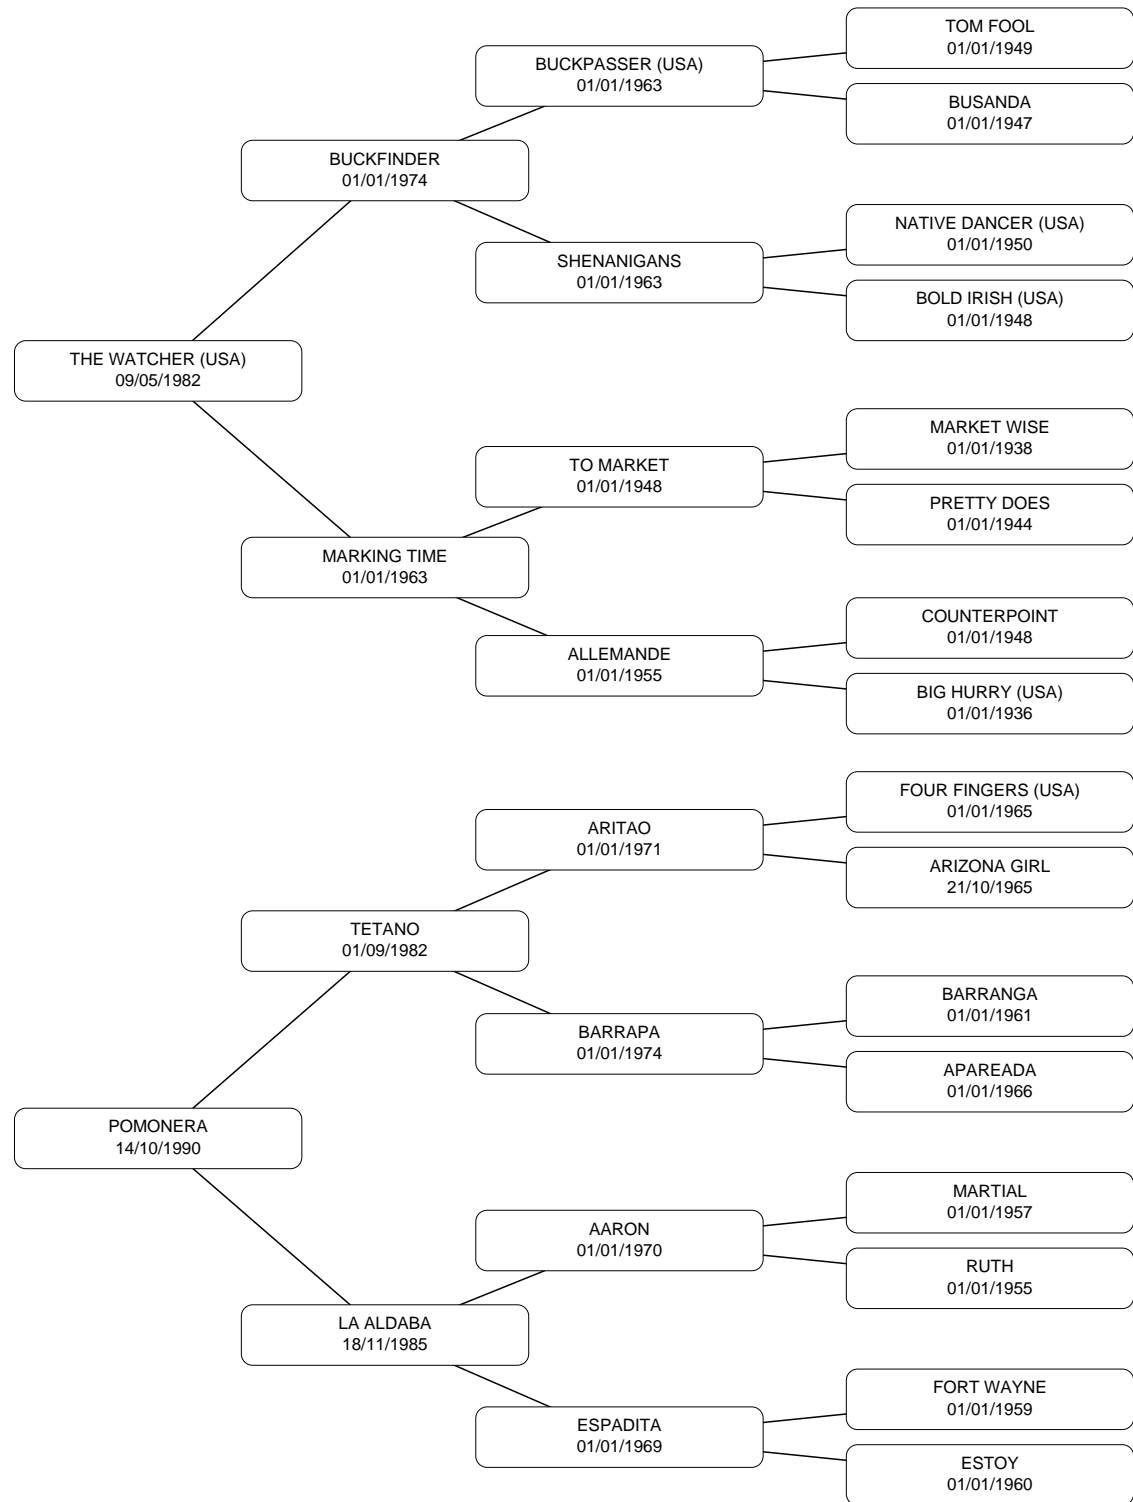 TOM FOOL
01/01/1949
BUCKPASSER (USA)
01/01/1963
BUSANDA
01/01/1947
BUCKFINDER
01/01/1974
NATIVE DANCER (USA)
01/01/1950
SHENANIGANS
01/01/1963
BOLD IRISH (USA)
01/01/1948
THE WATCHER (USA)
09/05/1982
MARKET WISE
01/01/1938
TO MARKET
01/01/1948
PRETTY DOES
01/01/1944
MARKING TIME
01/01/1963
COUNTERPOINT
01/01/1948
ALLEMANDE
01/01/1955
BIG HURRY (USA)
01/01/1936
FOUR FINGERS (USA)
01/01/1965
ARITAO
01/01/1971
ARIZONA GIRL
21/10/1965
TETANO
01/09/1982
BARRANGA
01/01/1961
BARRAPA
01/01/1974
APAREADA
01/01/1966
POMONERA
14/10/1990
MARTIAL
01/01/1957
AARON
01/01/1970
RUTH
01/01/1955
LA ALDABA
18/11/1985
FORT WAYNE
01/01/1959
ESPADITA
01/01/1969
ESTOY
01/01/1960